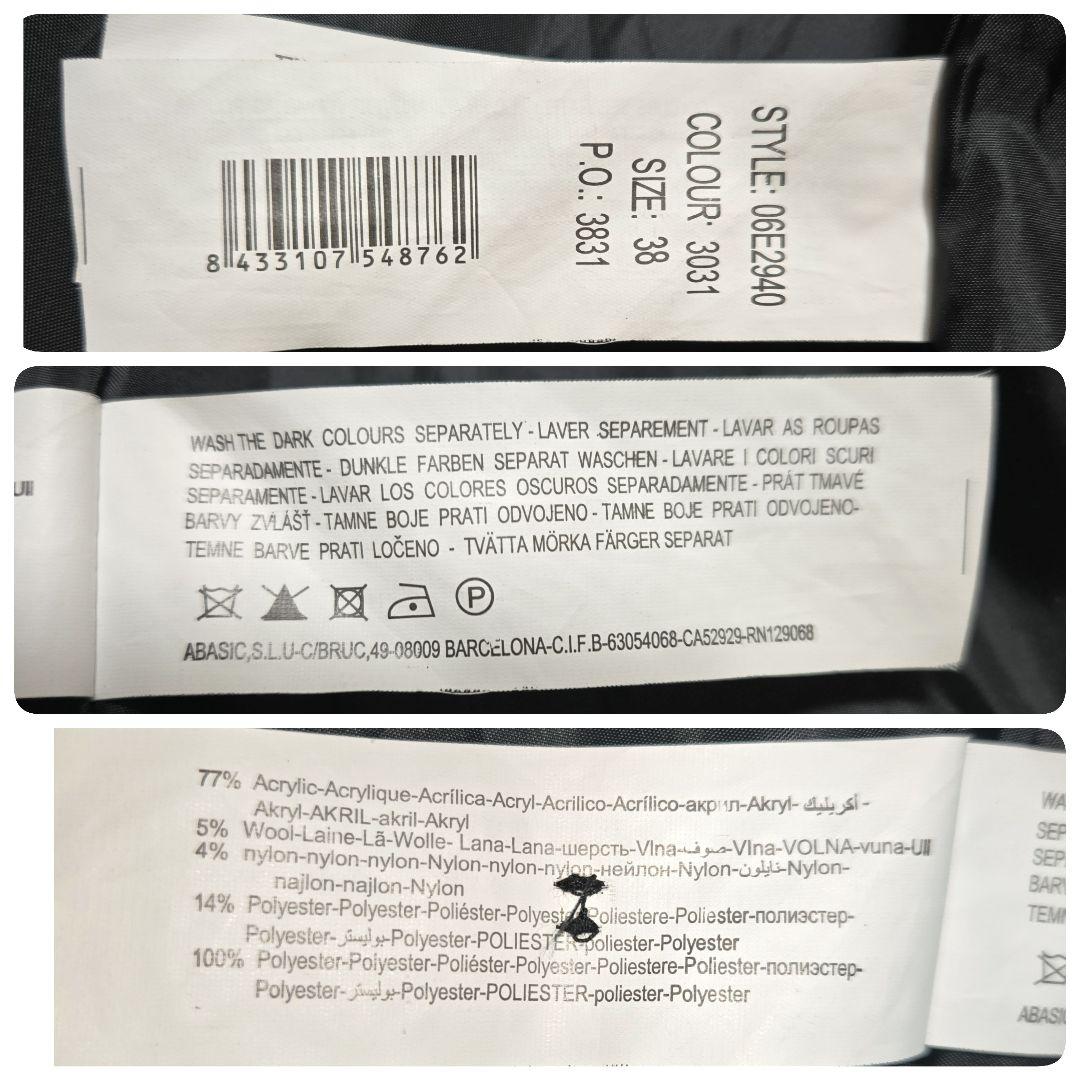 STYLE: 06E2940
COLOUR: 3031
SIZE: 38
P.O.: 3831
8 433107 548762
WASH THE DARK COLOURS SEPARATELY - LAVER SEPAREMENT - LAVAR AS ROUPAS
SEPARADAMENTE - DUNKLE FARBEN SEPARAT WASCHEN - LAVARE I COLORI SCURI
SEPARAMENTE - LAVAR LOS COLORES OSCUROS SEPARADAMENTE - PRÁT TMAVÉ
BARVY ZVLÁŠT - TAMNE BOJE PRATI ODVOJENO - TAMNE BOJE PRATI ODVOJENO-
TEMNE BARVE PRATI LOČENO - TVÄTTA MÖRKA FÄRGER SEPARAT
P
ABASIC,S.L.U-C/BRUC,49-08009 BARCELONA-C.I.F.B-63054068-CA52929-RN129068
77% Acrylic-Acrylique-Acrílica-Acryl-Acrilico-Acrílico-акрил-Akryl- أكريليك -
Akryl-AKRIL-akril-Akryl
5% Wool-Laine-Lã-Wolle- Lana-Lana-шерсть-Vlna-صوف-Vlna-VOLNA-vuna-Ull
4% nylon-nylon-nylon-Nylon-nylon-nylon-нейлон-Nylon-نايلون-Nylon-
najlon-najlon-Nylon
14% Polyester-Polyester-Poliéster-Polyester-Poliestere-Poliester-полиэстер-
Polyester-بوليستر-Polyester-POLIESTER-poliester-Polyester
100% Polyester-Polyester-Poliéster-Polyester-Poliestere-Poliester-полиэстер-
Polyester-بوليستر-Polyester-POLIESTER-poliester-Polyester